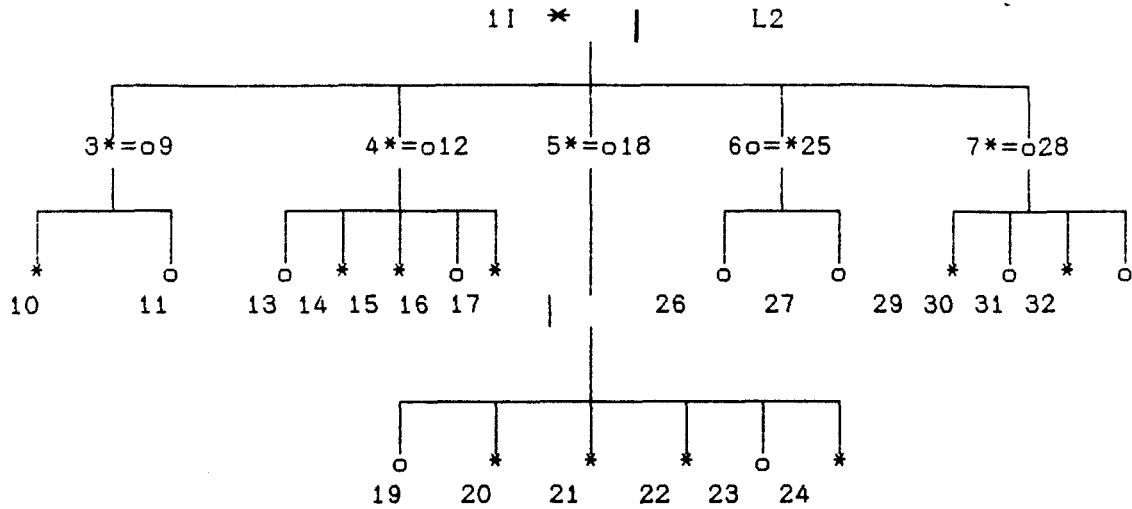 1I * | L2
3*=o9 4*=o12 5*=o18 6o=*25 7*=o28
* o o * * o * o o * o * o
10 11 13 14 15 16 17 | 26 27 29 30 31 32
o * * * o *
19 20 21 22 23 24